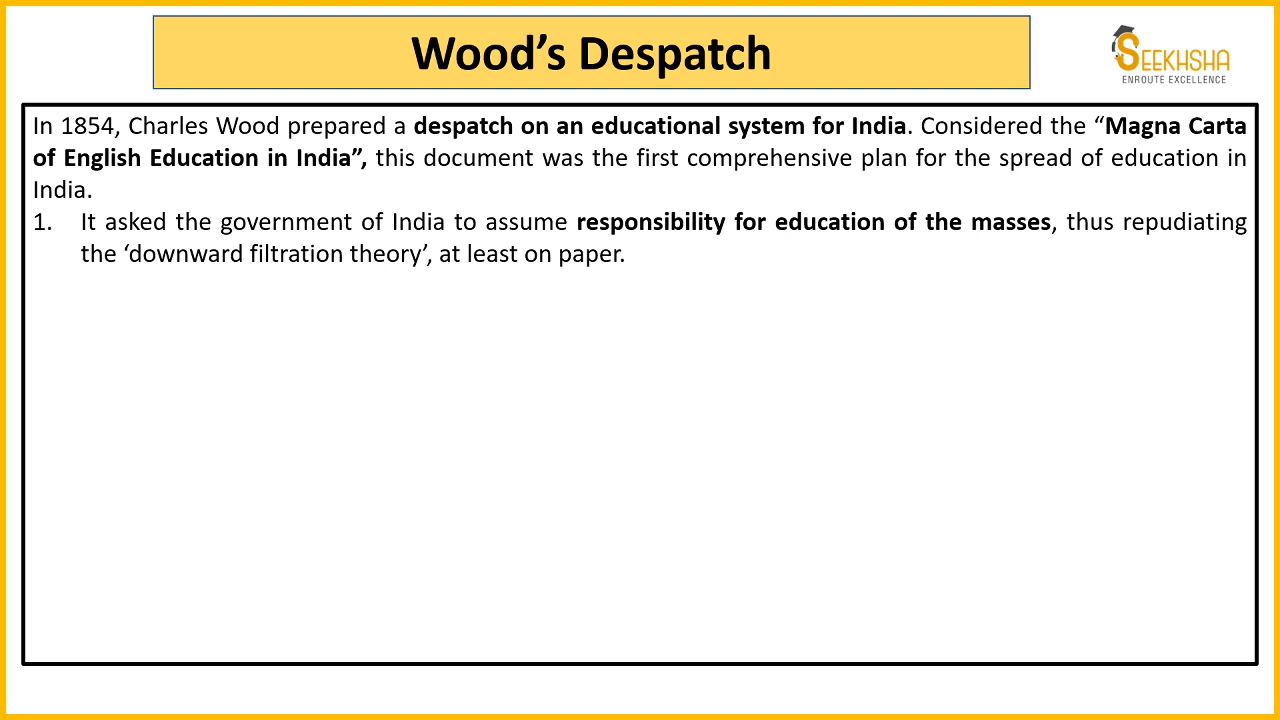 Wood’s Despatch
SEEKHSHA
ENROUTE EXCELLENCE
In 1854, Charles Wood prepared a despatch on an educational system for India. Considered the “Magna Carta
of English Education in India”, this document was the first comprehensive plan for the spread of education in
India.
1. It asked the government of India to assume responsibility for education of the masses, thus repudiating
the ‘downward filtration theory’, at least on paper.